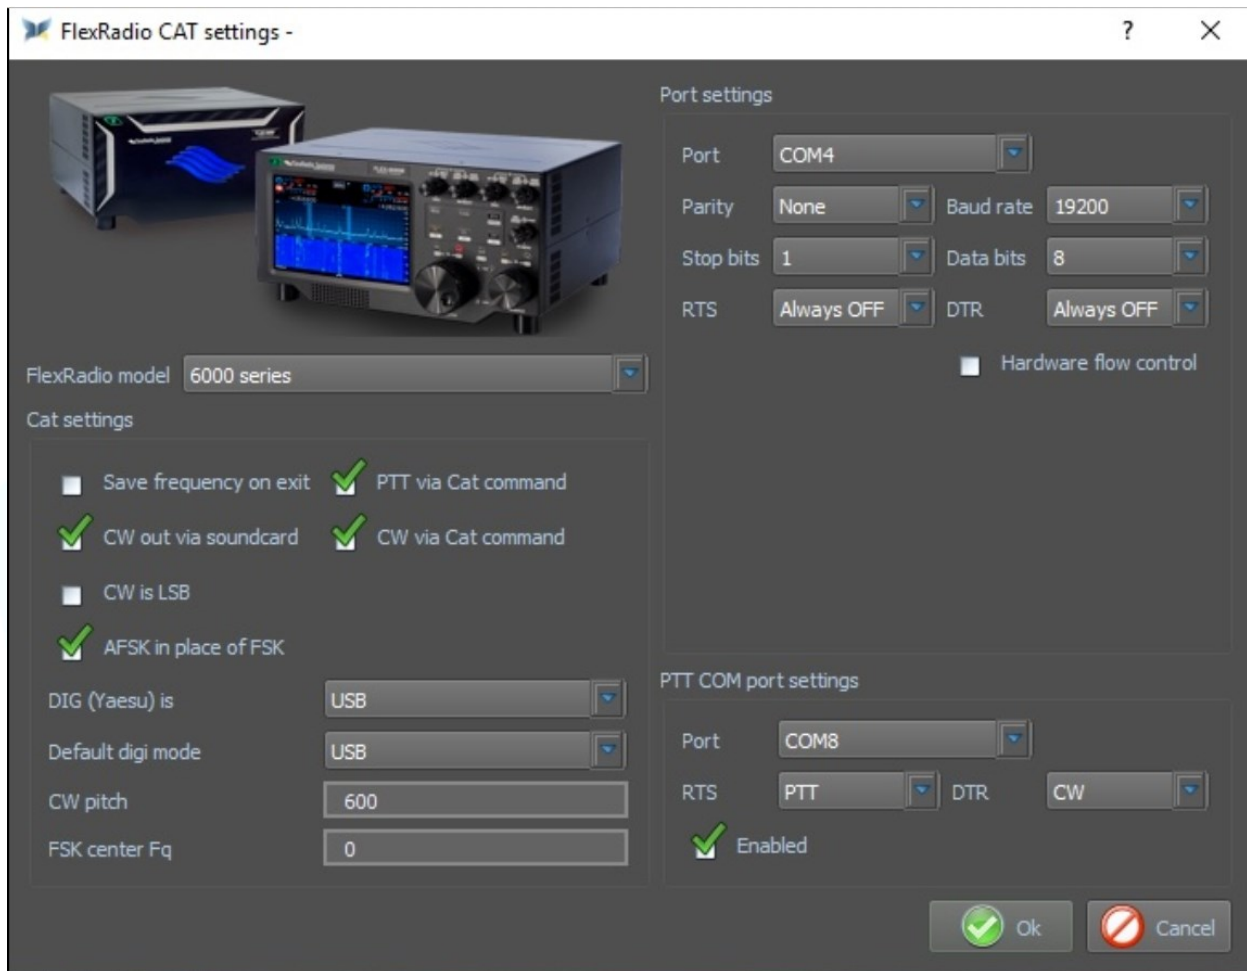 FlexRadio CAT settings -
?
FlexRadio model 6000 series
Cat settings
Save frequency on exit PTT via Cat command
CW out via soundcard CW via Cat command
CW is LSB
AFSK in place of FSK
DIG (Yaesu) is USB
Default digi mode USB
CW pitch 600
FSK center Fq 0
Port settings
Port COM4
Parity None Baud rate 19200
Stop bits 1 Data bits 8
RTS Always OFF DTR Always OFF
Hardware flow control
PTT COM port settings
Port COM8
RTS PTT DTR CW
Enabled
Ok Cancel